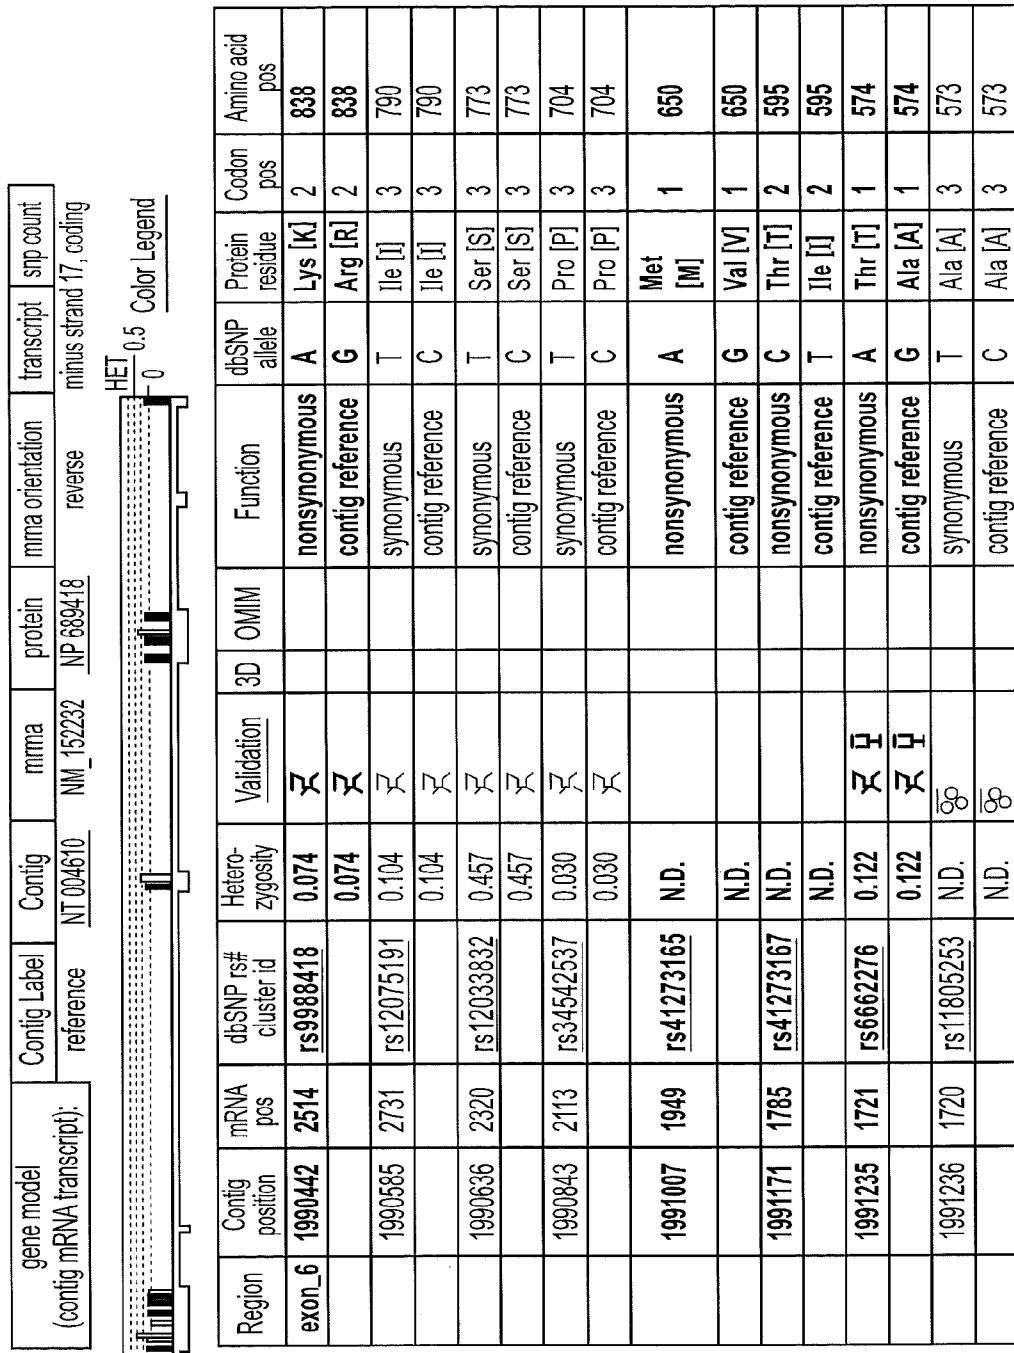 gene model Contig Label Contig mrma protein mrma orientation transcript snp count
(contig mRNA transcript): reference NT 004610 NM_152232 NP 689418 reverse minus strand 17, coding
HET
0.5
0
Color Legend
Region Contig position mRNA pos dbSNP rs# cluster id Hetero-zygosity Validation 3D OMIM Function dbSNP allele Protein residue Codon pos Amino acid pos
exon_6 1990442 2514 rs9988418 0.074 nonsynonymous A Lys [K] 2 838
0.074 contig reference G Arg [R] 2 838
1990585 2731 rs12075191 0.104 synonymous T Ile [I] 3 790
0.104 contig reference C Ile [I] 3 790
1990636 2320 rs12033832 0.457 synonymous T Ser [S] 3 773
0.457 contig reference C Ser [S] 3 773
1990843 2113 rs34542537 0.030 synonymous T Pro [P] 3 704
0.030 contig reference C Pro [P] 3 704
1991007 1949 rs41273165 N.D. nonsynonymous A Met [M] 1 650
N.D. contig reference G Val [V] 1 650
1991171 1785 rs41273167 N.D. nonsynonymous C Thr [T] 2 595
N.D. contig reference T Ile [I] 2 595
1991235 1721 rs6662276 0.122 nonsynonymous A Thr [T] 1 574
0.122 contig reference G Ala [A] 1 574
1991236 1720 rs11805253 N.D. synonymous T Ala [A] 3 573
N.D. contig reference C Ala [A] 3 573